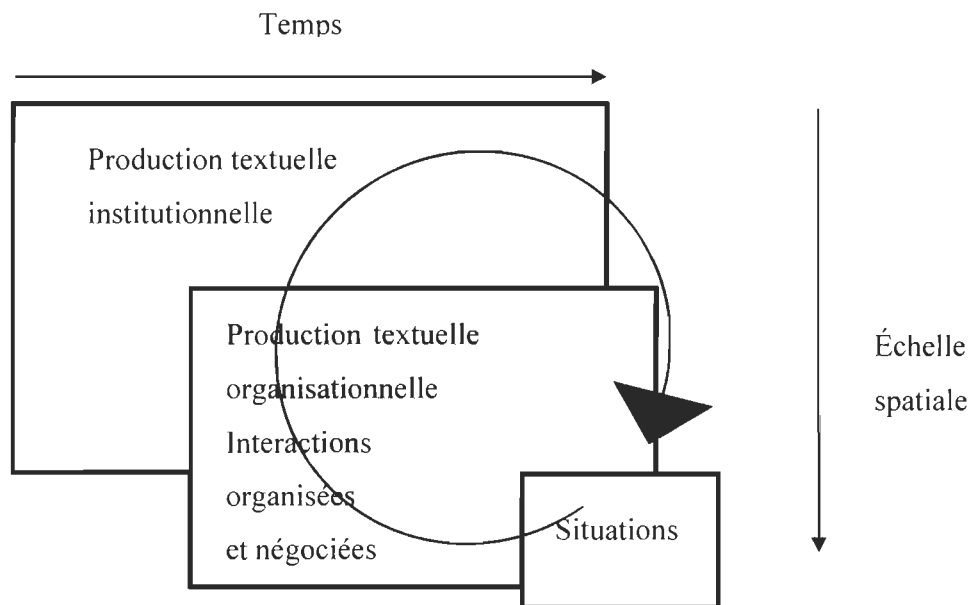 Temps
Production textuelle
institutionnelle
Production textuelle
organisationnelle
Interactions
organisées
et négociées
Situations
Échelle
spatiale